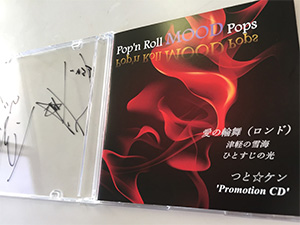 Pop'n Roll MOOD Pops
Pop'n Roll MOOD Pops
愛の輪舞（ロンド）
津軽の雪海
ひとすじの光
つと☆ケン
'Promotion CD'